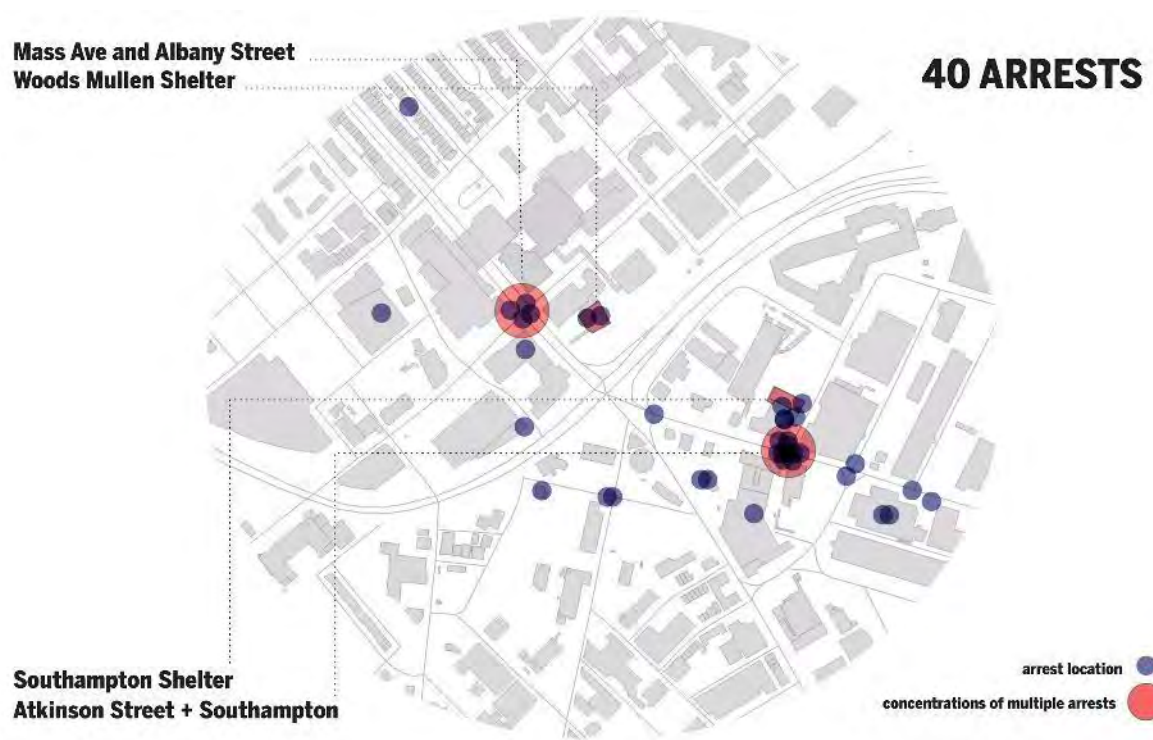 Mass Ave and Albany Street
Woods Mullen Shelter
40 ARRESTS
Southampton Shelter
Atkinson Street + Southampton
arrest location
concentrations of multiple arrests